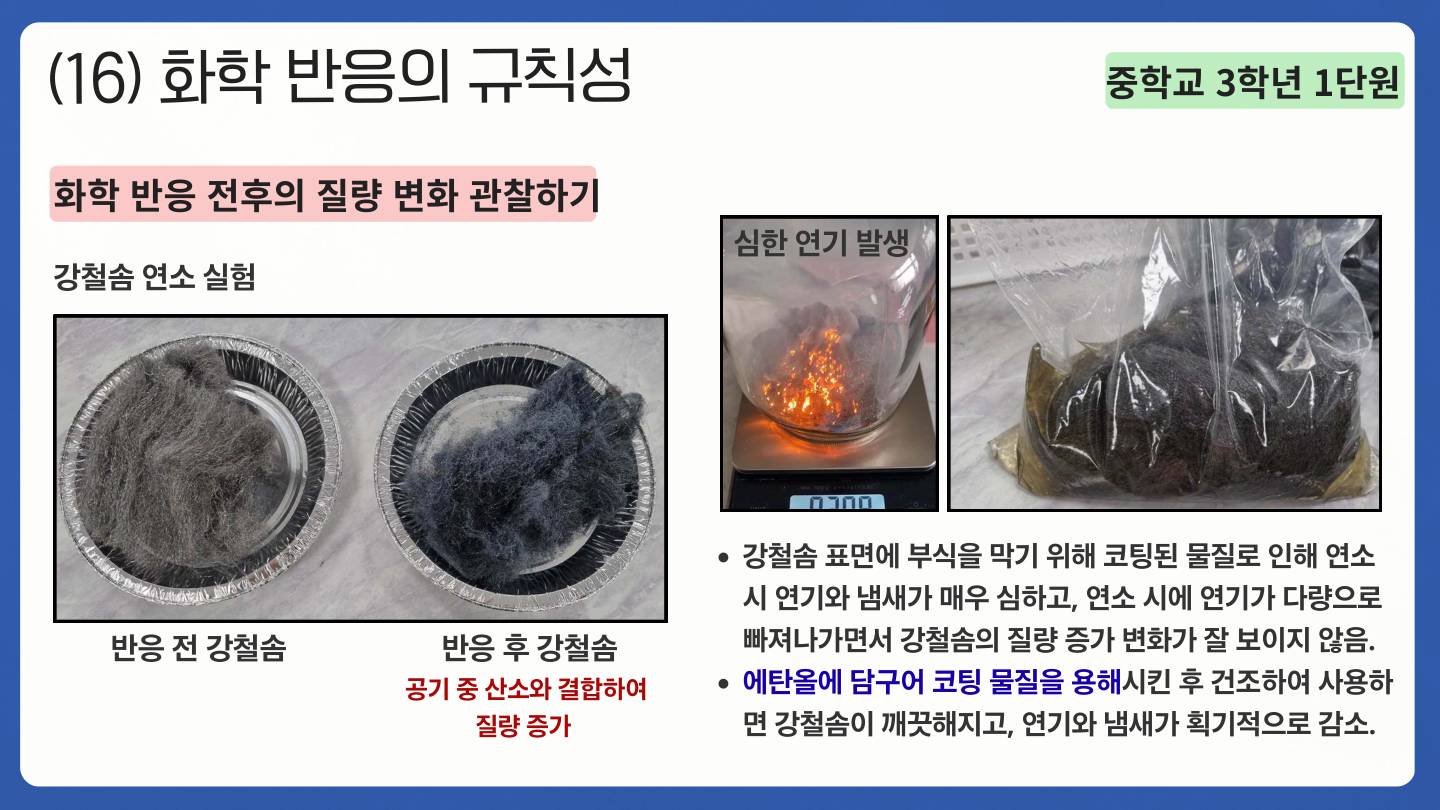 (16) 화학 반응의 규칙성
중학교 3학년 1단원
화학 반응 전후의 질량 변화 관찰하기
강철솜 연소 실험
반응 전 강철솜
반응 후 강철솜
공기 중 산소와 결합하여
질량 증가
심한 연기 발생
• 강철솜 표면에 부식을 막기 위해 코팅된 물질로 인해 연소
시 연기와 냄새가 매우 심하고, 연소 시에 연기가 다량으로
빠져나가면서 강철솜의 질량 증가 변화가 잘 보이지 않음.
• 에탄올에 담구어 코팅 물질을 용해시킨 후 건조하여 사용하
면 강철솜이 깨끗해지고, 연기와 냄새가 획기적으로 감소.